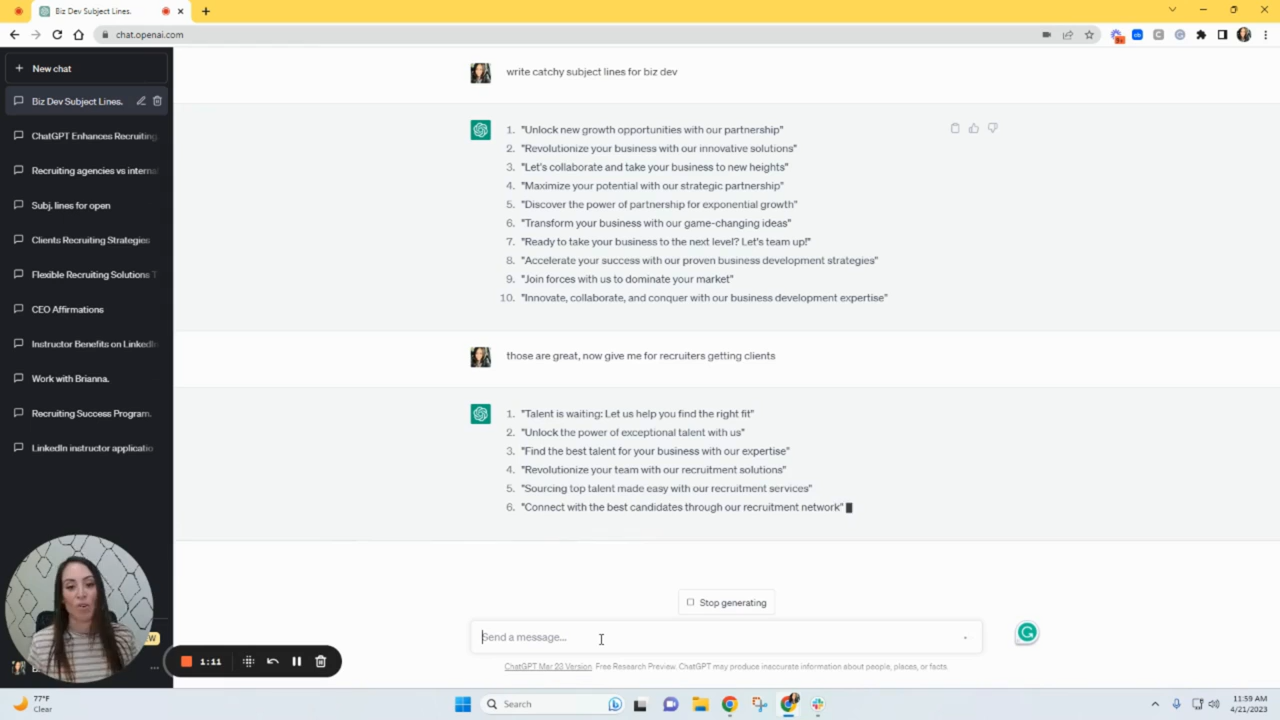 Biz Dev Subject Lines.
chat.openai.com
New chat
Biz Dev Subject Lines.
ChatGPT Enhances Recruiting
Recruiting agencies vs interna
Subj. lines for open
Clients Recruiting Strategies
Flexible Recruiting Solutions T
CEO Affirmations
Instructor Benefits on LinkedIn
Work with Brianna.
Recruiting Success Program.
LinkedIn instructor applicatio
write catchy subject lines for biz dev
1. "Unlock new growth opportunities with our partnership"
2. "Revolutionize your business with our innovative solutions"
3. "Let's collaborate and take your business to new heights"
4. "Maximize your potential with our strategic partnership"
5. "Discover the power of partnership for exponential growth"
6. "Transform your business with our game-changing ideas"
7. "Ready to take your business to the next level? Let's team up!"
8. "Accelerate your success with our proven business development strategies"
9. "Join forces with us to dominate your market"
10. "Innovate, collaborate, and conquer with our business development expertise"
those are great, now give me for recruiters getting clients
1. "Talent is waiting: Let us help you find the right fit"
2. "Unlock the power of exceptional talent with us"
3. "Find the best talent for your business with our expertise"
4. "Revolutionize your team with our recruitment solutions"
5. "Sourcing top talent made easy with our recruitment services"
6. "Connect with the best candidates through our recruitment network"
Stop generating
Send a message...
ChatGPT Mar 23 Version. Free Research Preview. ChatGPT may produce inaccurate information about people, places, or facts.
1:11
77°F
Clear
Search
11:59 AM
4/21/2023